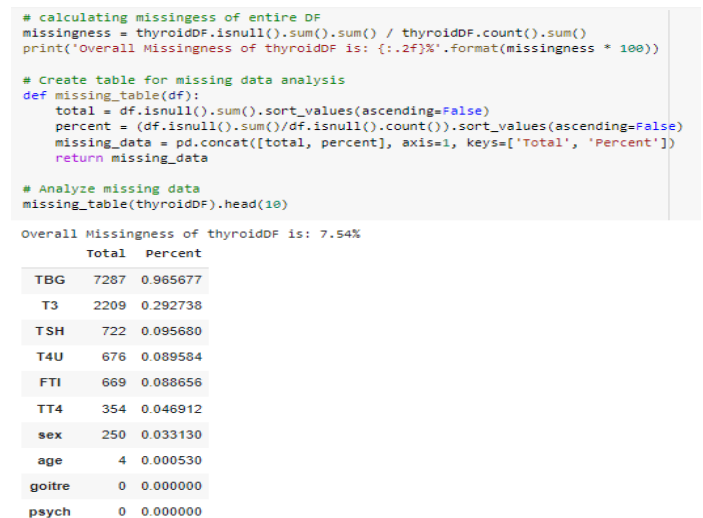 # calculating missingess of entire DF
missingness = thyroidDF.isnull().sum().sum() / thyroidDF.count().sum()
print('Overall Missingness of thyroidDF is: {:.2f}%'.format(missingness * 100))
# Create table for missing data analysis
def missing_table(df):
    total = df.isnull().sum().sort_values(ascending=False)
    percent = (df.isnull().sum()/df.isnull().count()).sort_values(ascending=False)
    missing_data = pd.concat([total, percent], axis=1, keys=['Total', 'Percent'])
    return missing_data
# Analyze missing data
missing_table(thyroidDF).head(10)
Overall Missingness of thyroidDF is: 7.54%
Total Percent
TBG 7287 0.965677
T3 2209 0.292738
TSH 722 0.095680
T4U 676 0.089584
FTI 669 0.088656
TT4 354 0.046912
sex 250 0.033130
age 4 0.000530
goitre 0 0.000000
psych 0 0.000000